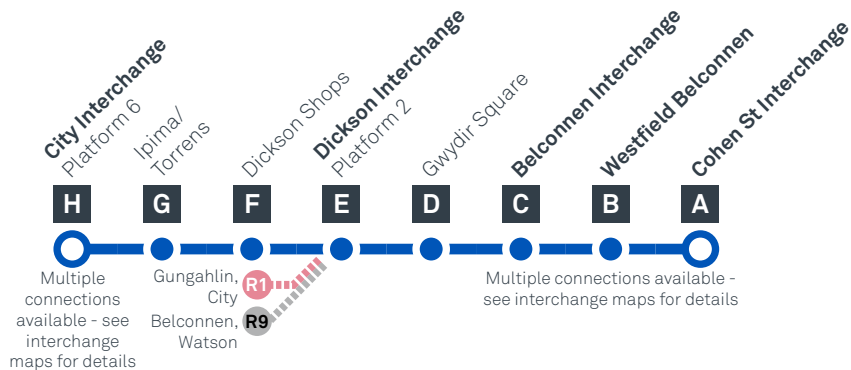 City Interchange
Platform 6
Ipima/
Torrens
Dickson Shops
Dickson Interchange
Platform 2
Gwydir Square
Belconnen Interchange
Westfield Belconnen
Cohen St Interchange
H
G
F
E
D
C
B
A
Multiple
connections
available - see
interchange
maps for details
Gungahlin,
City
R1
Belconnen,
Watson
R9
Multiple connections available -
see interchange maps for details